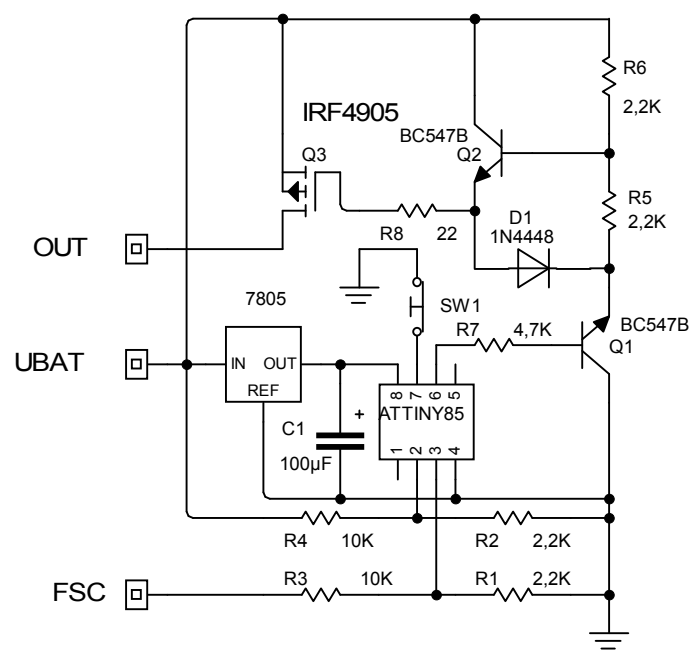 R6
2,2K
IRF4905
BC547B
Q2
Q3
R5
2,2K
D1
1N4448
OUT
R8 22
7805
SW1
R7 4,7K
BC547B
Q1
UBAT
IN OUT
REF
8 7 6 5
ATTINY85
1 2 3 4
C1 +
100µF
R4 10K
R2 2,2K
FSC
R3 10K
R1 2,2K